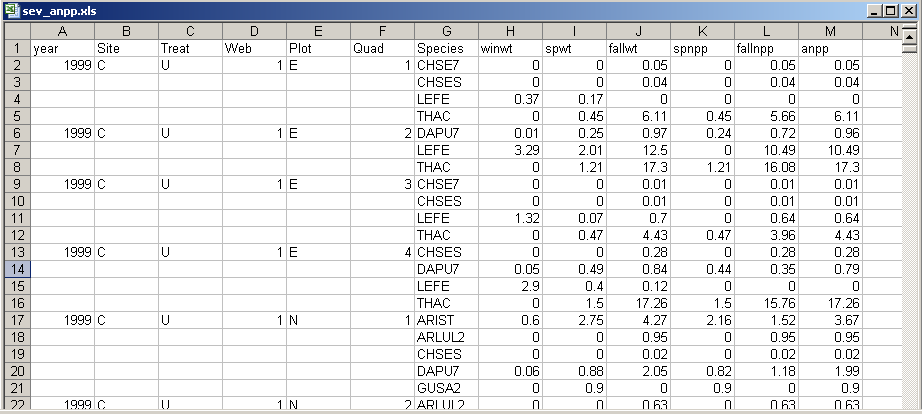 sev_anpp.xls
A B C D E F G H I J K L M N
1 year Site Treat Web Plot Quad Species winwt spwt fallwt spnpp fallnpp anpp
2 1999 C U 1 E 1 CHSE7 0 0 0.05 0 0.05 0.05
3 CHSES 0 0 0.04 0 0.04 0.04
4 LEFE 0.37 0.17 0 0 0 0
5 THAC 0 0.45 6.11 0.45 5.66 6.11
6 1999 C U 1 E 2 DAPU7 0.01 0.25 0.97 0.24 0.72 0.96
7 LEFE 3.29 2.01 12.5 0 10.49 10.49
8 THAC 0 1.21 17.3 1.21 16.08 17.3
9 1999 C U 1 E 3 CHSE7 0 0 0.01 0 0.01 0.01
10 CHSES 0 0 0.01 0 0.01 0.01
11 LEFE 1.32 0.07 0.7 0 0.64 0.64
12 THAC 0 0.47 4.43 0.47 3.96 4.43
13 1999 C U 1 E 4 CHSES 0 0 0.28 0 0.28 0.28
14 DAPU7 0.05 0.49 0.84 0.44 0.35 0.79
15 LEFE 2.9 0.4 0.12 0 0 0
16 THAC 0 1.5 17.26 1.5 15.76 17.26
17 1999 C U 1 N 1 ARIST 0.6 2.75 4.27 2.16 1.52 3.67
18 ARLUL2 0 0 0.95 0 0.95 0.95
19 CHSES 0 0 0.02 0 0.02 0.02
20 DAPU7 0.06 0.88 2.05 0.82 1.18 1.99
21 GUSA2 0 0.9 0 0.9 0 0.9
22 1999 C U 1 N 2 ARLUL2 0 0 0.63 0 0.63 0.63